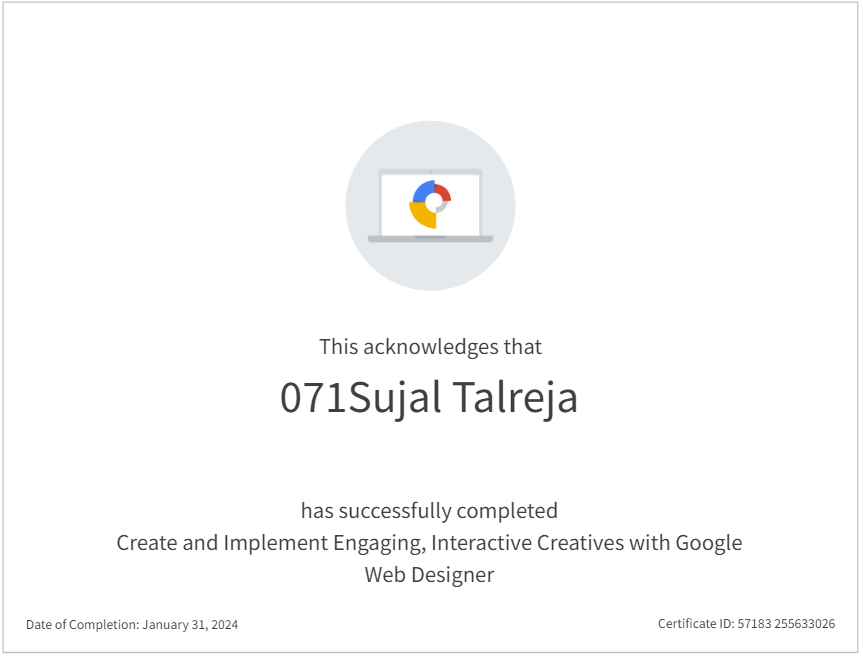 This acknowledges that
071Sujal Talreja
has successfully completed
Create and Implement Engaging, Interactive Creatives with Google
Web Designer
Date of Completion: January 31, 2024
Certificate ID: 57183 255633026